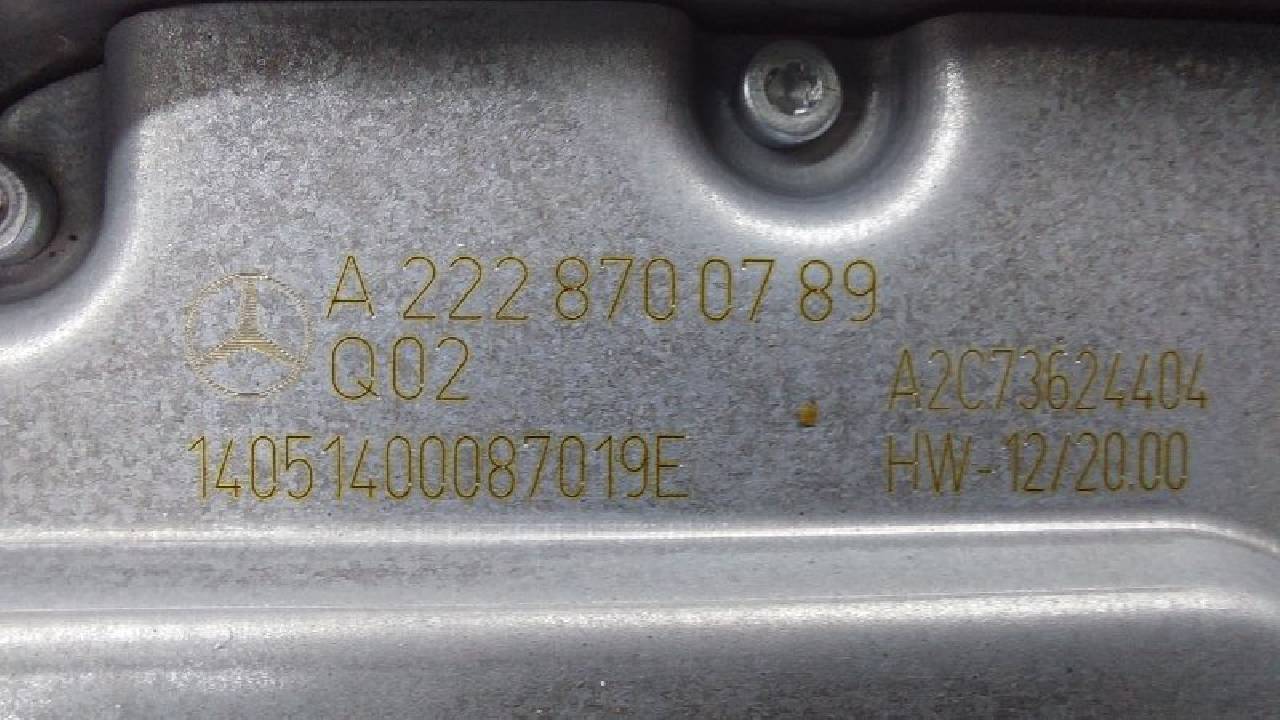 A 222 870 07 89
Q02
14051400087019E
A2C73624404
HW-12/20.00